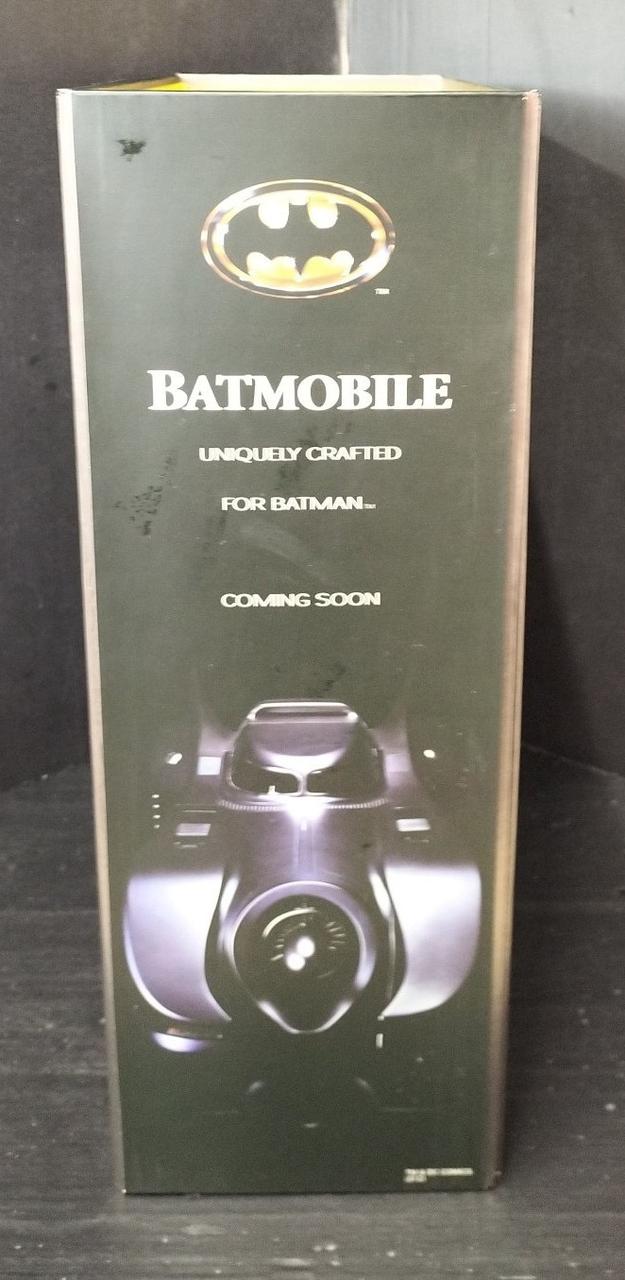 BATMOBILE
UNIQUELY CRAFTED
FOR BATMAN
COMING SOON